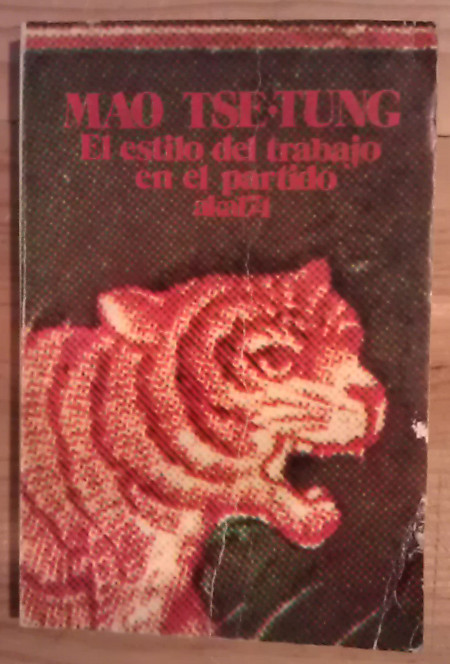 MAO TSE-TUNG
El estilo del trabajo
en el partido
akal74